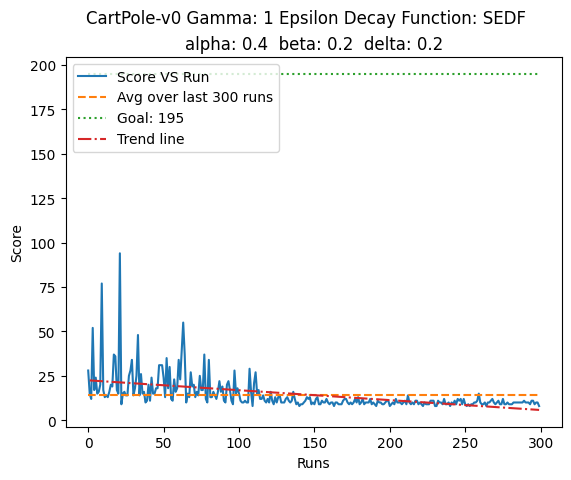 CartPole-v0 Gamma: 1 Epsilon Decay Function: SEDF
alpha: 0.4 beta: 0.2 delta: 0.2
Score VS Run
Avg over last 300 runs
Goal: 195
Trend line
200
175
150
125
100
75
50
25
0
Score
0
50
100
150
200
250
300
Runs